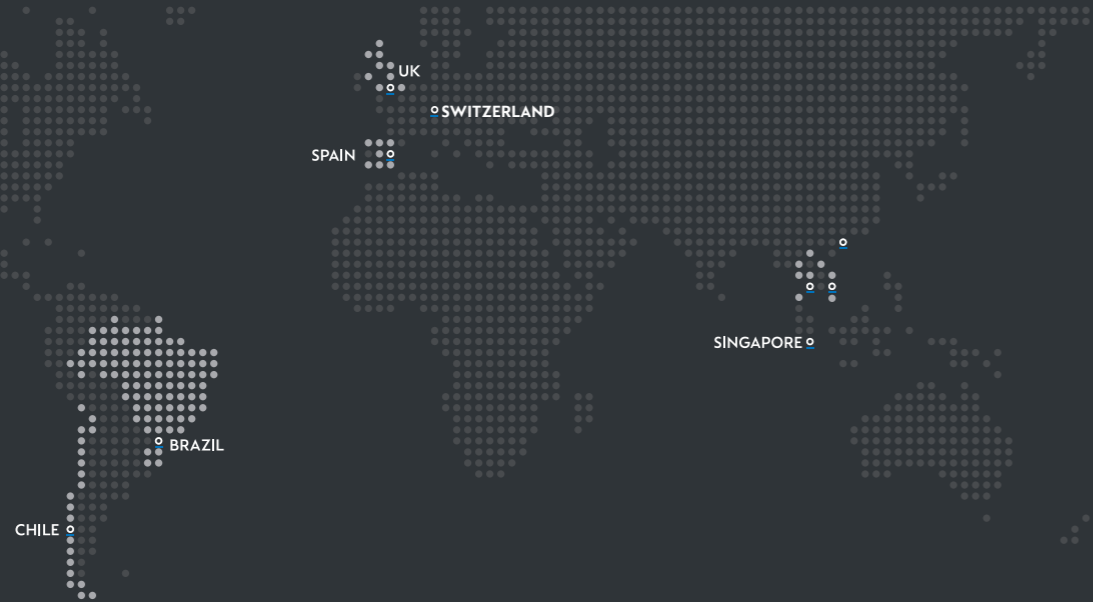 UK
SWITZERLAND
SPAIN
SINGAPORE
BRAZIL
CHILE